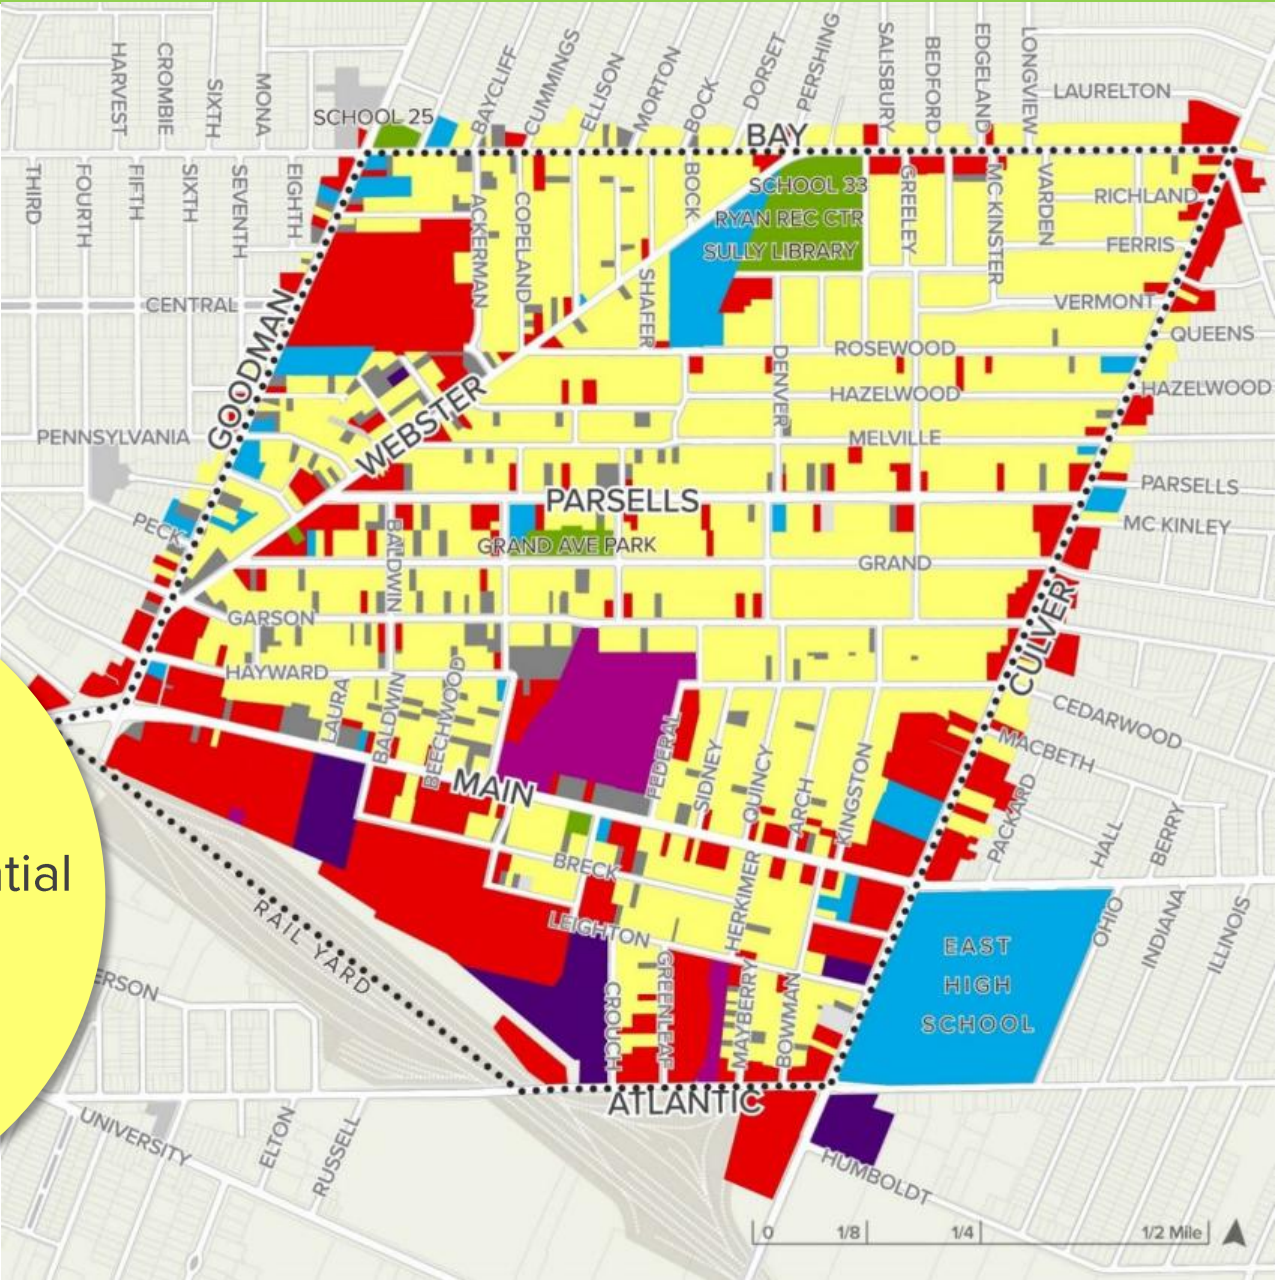 HARVEST
CROMBIE
SIXTH
MONA
SCHOOL 25
BAYCLIFF
CUMMINGS
ELLISON
MORTON
BOCK
DORSET
PERSHING
SALISBURY
BEDFORD
EDGELAND
LONGVIEW
LAURELTON
BAY
THIRD
FOURTH
FIFTH
SIXTH
SEVENTH
EIGHTH
ACKERMAN
COPELAND
BOCK
SCHOOL 33
RYAN REC CTR
SULLY LIBRARY
GREELEY
MC KINSTER
VARDEN
RICHLAND
FERRIS
SHAFER
CENTRAL
VERMONT
QUEENS
GOODMAN
ROSEWOOD
DENVER
HAZELWOOD
HAZELWOOD
WEBSTER
PENNSYLVANIA
MELVILLE
PARSELLS
PARSELLS
PECK
MC KINLEY
BALDWIN
GRAND AVE PARK
GRAND
GARSON
CULVER
HAYWARD
LAURA
BALDWIN
BEECHWOOD
CEDARWOOD
MACBETH
FEDERAL
SIDNEY
QUINCY
ARCH
KINGSTON
MAIN
PACKARD
HALL
BERRY
BRECK
HERKIMER
tial
LEIGHTON
RAIL YARD
OHIO
INDIANA
ILLINOIS
EAST
HIGH
SCHOOL
ERSON
CROUCH
GREENLEAF
MAYBERRY
BOWMAN
ATLANTIC
UNIVERSITY
ELTON
RUSSELL
HUMBOLDT
0 1/8 1/4 1/2 Mile